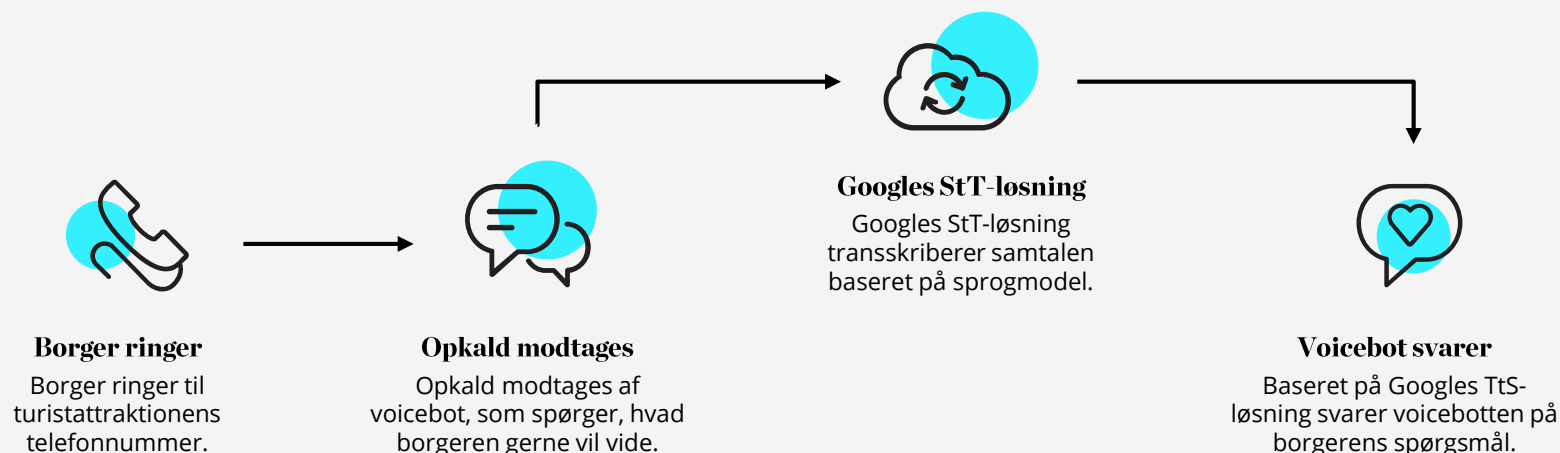 Borger ringer
Borger ringer til
turistattraktionens
telefonnummer.
Opkald modtages
Opkald modtages af
voicebot, som spørger, hvad
borgeren gerne vil vide.
Googles StT-løsning
Googles StT-løsning
transskriberer samtalen
baseret på sprogmodel.
Voicebot svarer
Baseret på Googles TtS-
løsning svarer voicebotten på
borgerens spørgsmål.